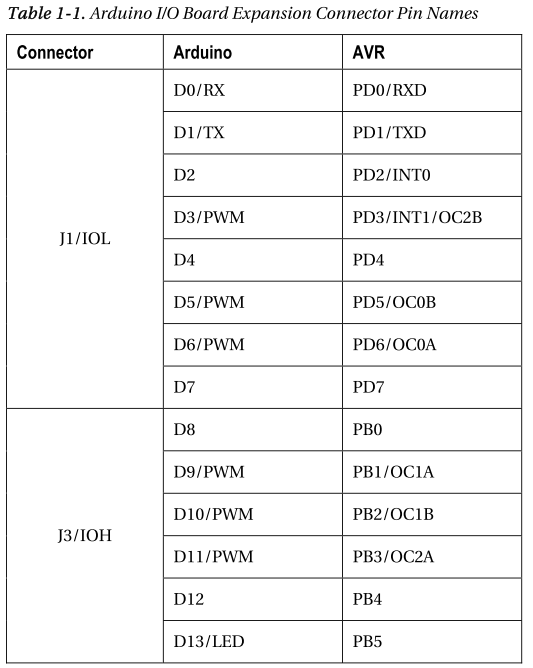 Table 1-1. Arduino I/O Board Expansion Connector Pin Names
Connector Arduino AVR
J1/IOL
D0/RX PD0/RXD
D1/TX PD1/TXD
D2 PD2/INT0
D3/PWM PD3/INT1/OC2B
D4 PD4
D5/PWM PD5/OC0B
D6/PWM PD6/OC0A
D7 PD7
J3/IOH
D8 PB0
D9/PWM PB1/OC1A
D10/PWM PB2/OC1B
D11/PWM PB3/OC2A
D12 PB4
D13/LED PB5